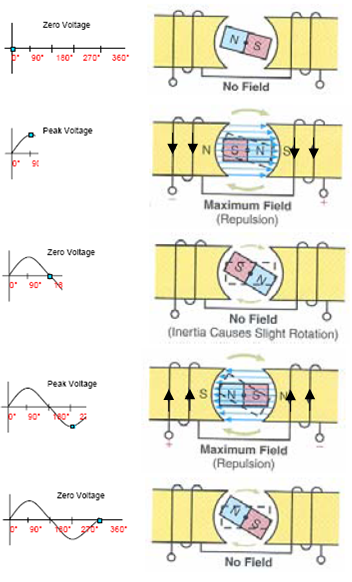 Zero Voltage
0° 90° 180° 270° 360°
N S
No Field
Peak Voltage
0° 90
N S N S
− +
Maximum Field
(Repulsion)
Zero Voltage
0° 90° 18
S N
No Field
(Inertia Causes Slight Rotation)
Peak Voltage
0° 90° 180° 27
S N S N
+ −
Maximum Field
(Repulsion)
Zero Voltage
0° 90° 180° 270° 360°
N S
No Field